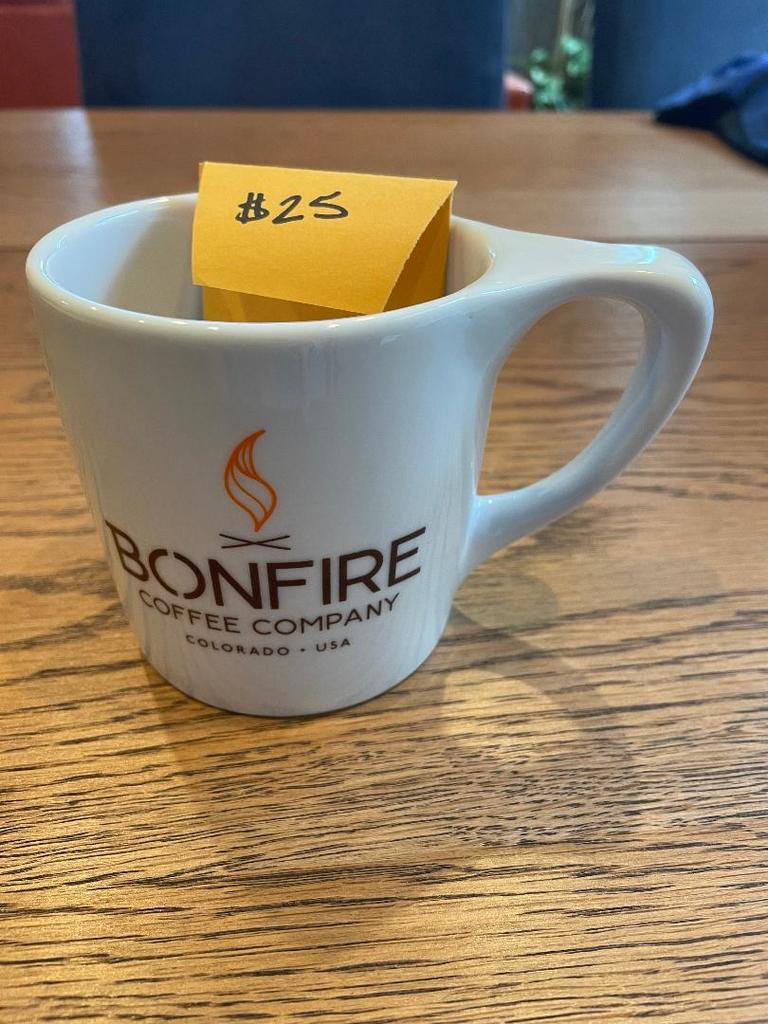 $25
BONFIRE
COFFEE COMPANY
COLORADO • USA